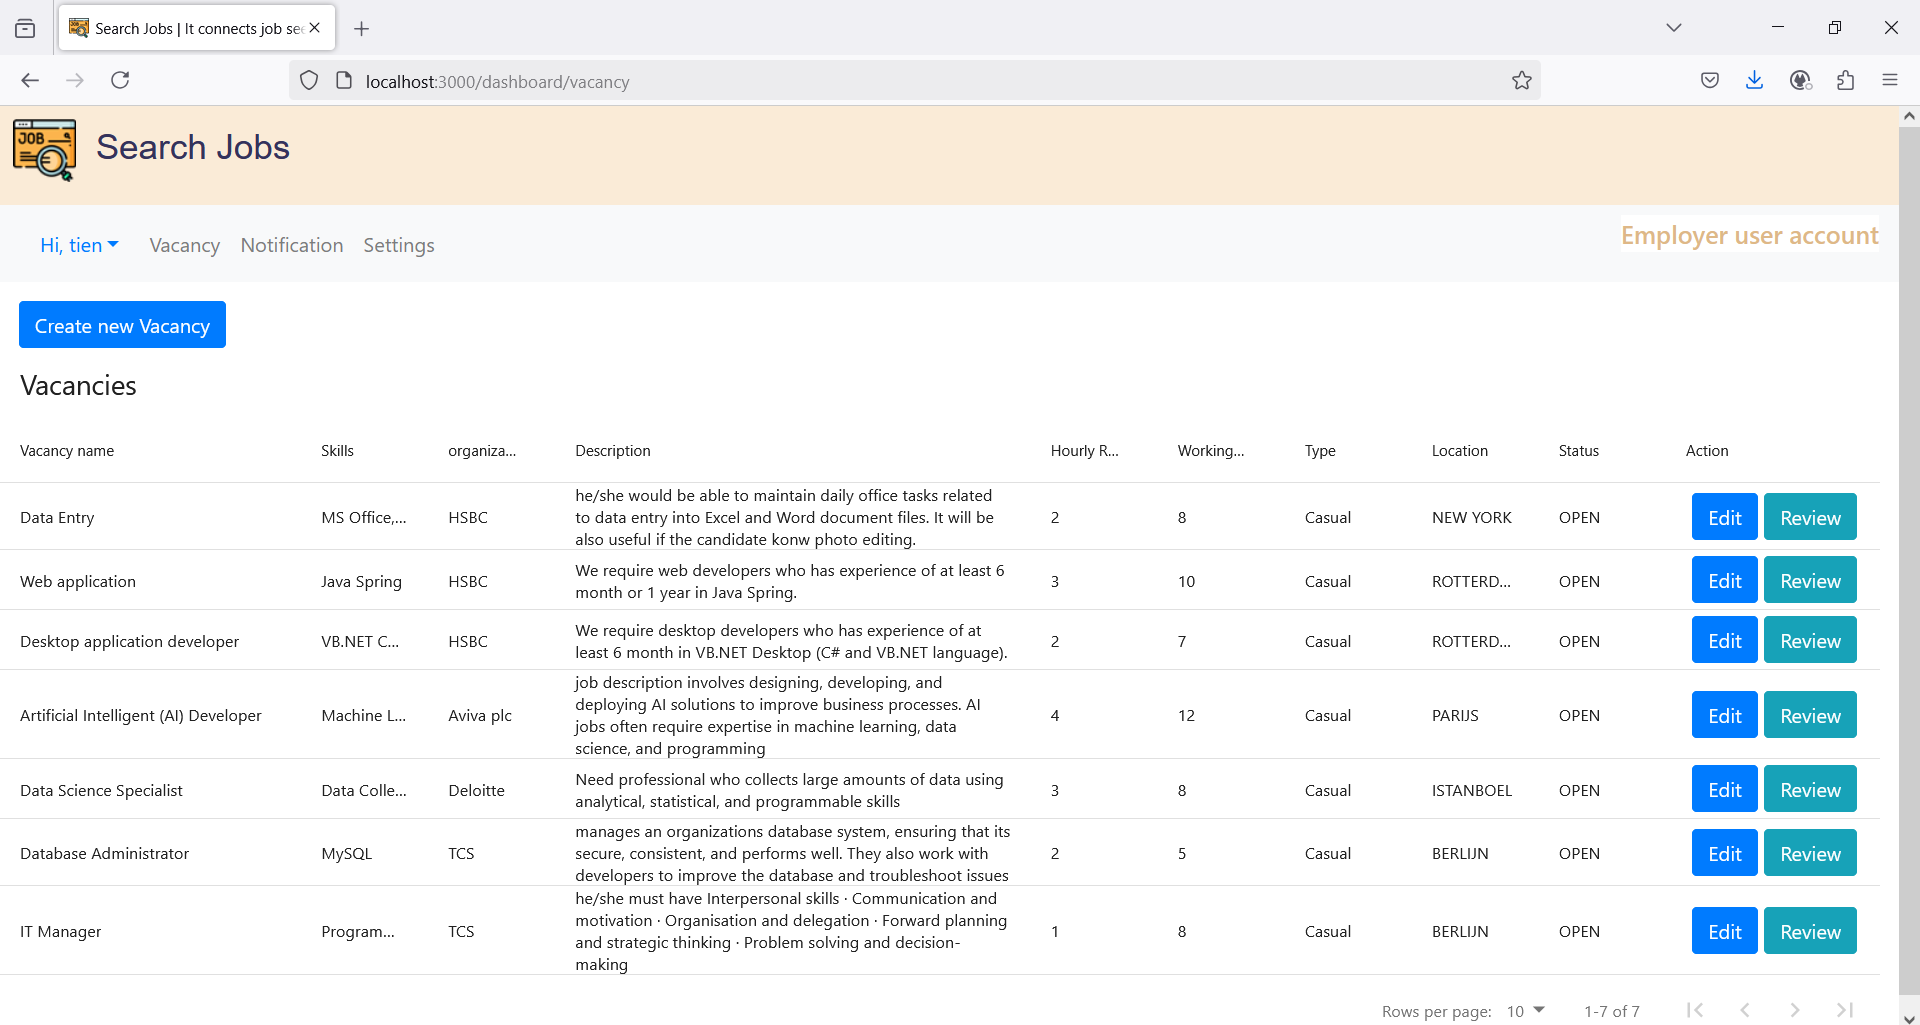 Search Jobs | It connects job see
localhost:3000/dashboard/vacancy
JOB
Search Jobs
Hi, tien Vacancy Notification Settings
Employer user account
Create new Vacancy
Vacancies
Vacancy name Skills organiza... Description Hourly R... Working... Type Location Status Action
he/she would be able to maintain daily office tasks related
Data Entry MS Office,... HSBC to data entry into Excel and Word document files. It will be 2 8 Casual NEW YORK OPEN Edit Review
also useful if the candidate konw photo editing.
We require web developers who has experience of at least 6
Web application Java Spring HSBC 3 10 Casual ROTTERD... OPEN Edit Review
month or 1 year in Java Spring.
We require desktop developers who has experience of at
Desktop application developer VB.NET C... HSBC 2 7 Casual ROTTERD... OPEN Edit Review
least 6 month in VB.NET Desktop (C# and VB.NET language).
job description involves designing, developing, and
deploying AI solutions to improve business processes. AI
Artificial Intelligent (AI) Developer Machine L... Aviva plc 4 12 Casual PARIJS OPEN Edit Review
jobs often require expertise in machine learning, data
science, and programming
Need professional who collects large amounts of data using
Data Science Specialist Data Colle... Deloitte 3 8 Casual ISTANBOEL OPEN Edit Review
analytical, statistical, and programmable skills
manages an organizations database system, ensuring that its
Database Administrator MySQL TCS secure, consistent, and performs well. They also work with 2 5 Casual BERLIJN OPEN Edit Review
developers to improve the database and troubleshoot issues
he/she must have Interpersonal skills · Communication and
motivation · Organisation and delegation · Forward planning
IT Manager Program... TCS 1 8 Casual BERLIJN OPEN Edit Review
and strategic thinking · Problem solving and decision-
making
Rows per page: 10 1-7 of 7